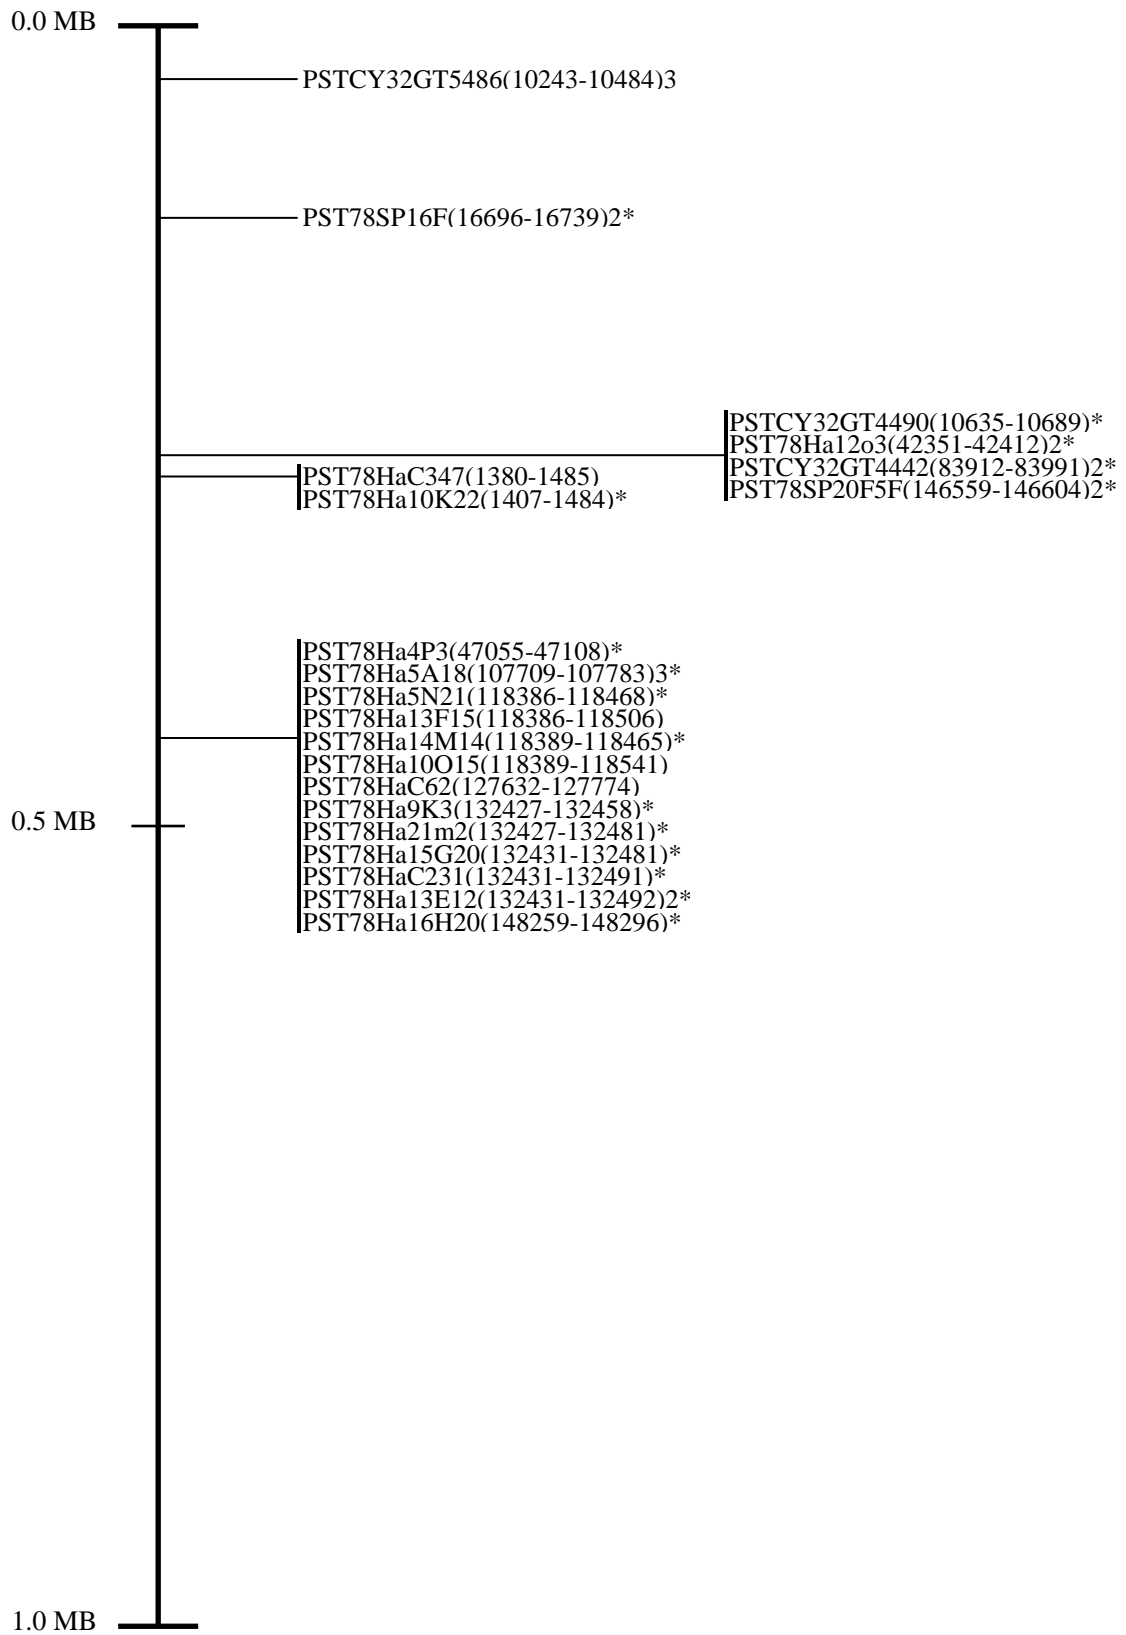 0.0 MB
PSTCY32GT5486(10243-10484)3
PST78SP16F(16696-16739)2*
PSTCY32GT4490(10635-10689)*
PST78Ha12o3(42351-42412)2*
PSTCY32GT4442(83912-83991)2*
PST78SP20F5F(146559-146604)2*
PST78HaC347(1380-1485)
PST78Ha10K22(1407-1484)*
PST78Ha4P3(47055-47108)*
PST78Ha5A18(107709-107783)3*
PST78Ha5N21(118386-118468)*
PST78Ha13F15(118386-118506)
PST78Ha14M14(118389-118465)*
PST78Ha10O15(118389-118541)
PST78HaC62(127632-127774)
PST78Ha9K3(132427-132458)*
0.5 MB
PST78Ha21m2(132427-132481)*
PST78Ha15G20(132431-132481)*
PST78HaC231(132431-132491)*
PST78Ha13E12(132431-132492)2*
PST78Ha16H20(148259-148296)*
1.0 MB